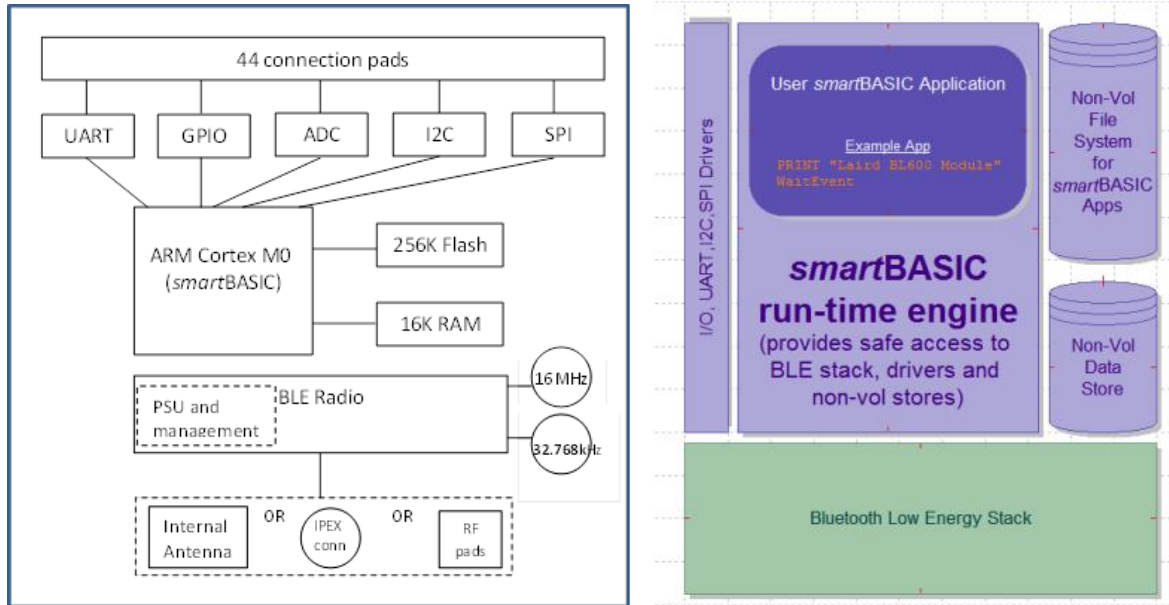 44 connection pads
UART
GPIO
ADC
I2C
SPI
ARM Cortex M0
(smartBASIC)
256K Flash
16K RAM
BLE Radio
PSU and
management
16 MHz
32.768kHz
Internal
Antenna
OR
IPEX
conn
OR
RF
pads
I/O, UART,I2C,SPI Drivers
User smartBASIC Application
Example App
PRINT "Laird BL600 Module"
WaitEvent
smartBASIC
run-time engine
(provides safe access to
BLE stack, drivers and
non-vol stores)
Non-Vol
File
System
for
smartBASIC
Apps
Non-Vol
Data
Store
Bluetooth Low Energy Stack